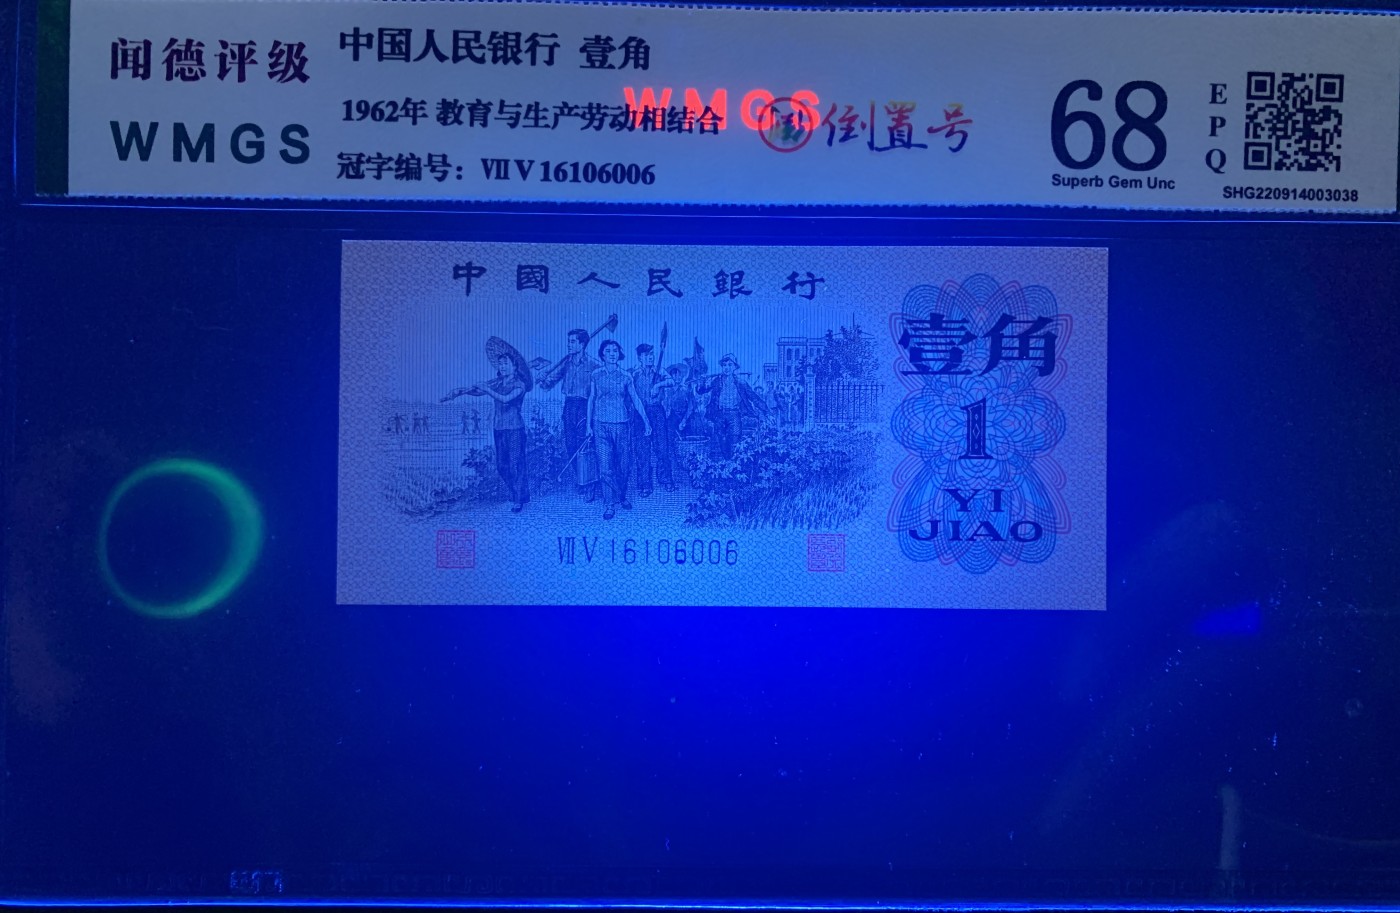 闻德评级
WMGS
中国人民银行 壹角
1962年 教育与生产劳动相结合
冠字编号：ⅦⅤ16106006
WMGS
倒置号
68
Superb Gem Unc
EPQ
SHG220914003038
中國人民銀行
壹角
1
YI
JIAO
ⅦⅤ16106006